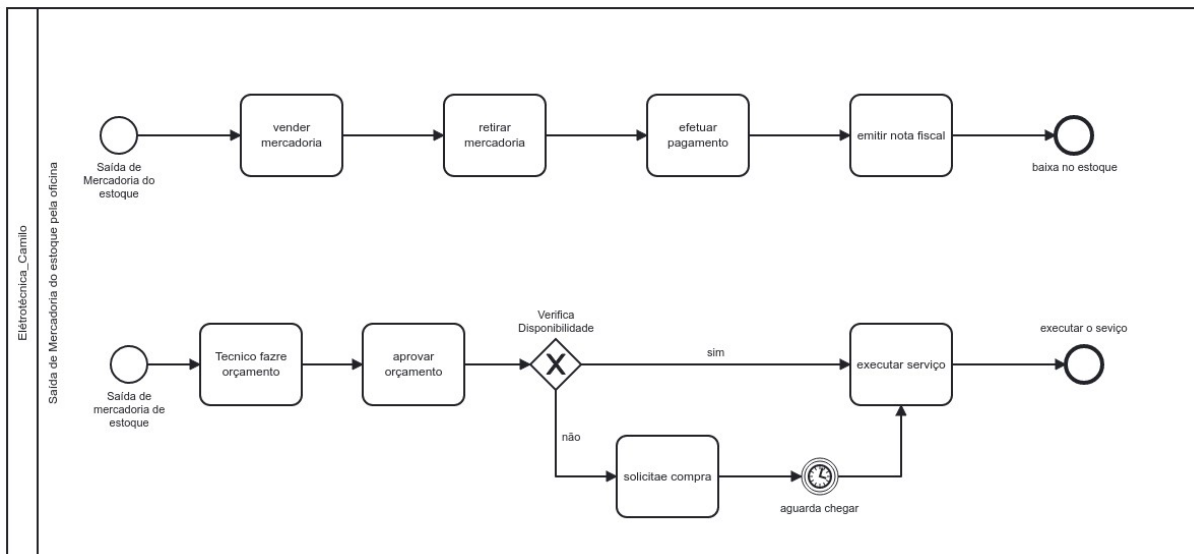 Elétrotécnica_Camilo
Saída de Mercadoria do estoque pela oficina
Saída de
Mercadoria do
estoque
vender
mercadoria
retirar
mercadoria
efetuar
pagamento
emitir nota fiscal
baixa no estoque
Saída de
mercadoria de
estoque
Tecnico fazre
orçamento
aprovar
orçamento
Verifica
Disponibilidade
sim
não
solicitae compra
aguarda chegar
executar serviço
executar o seviço